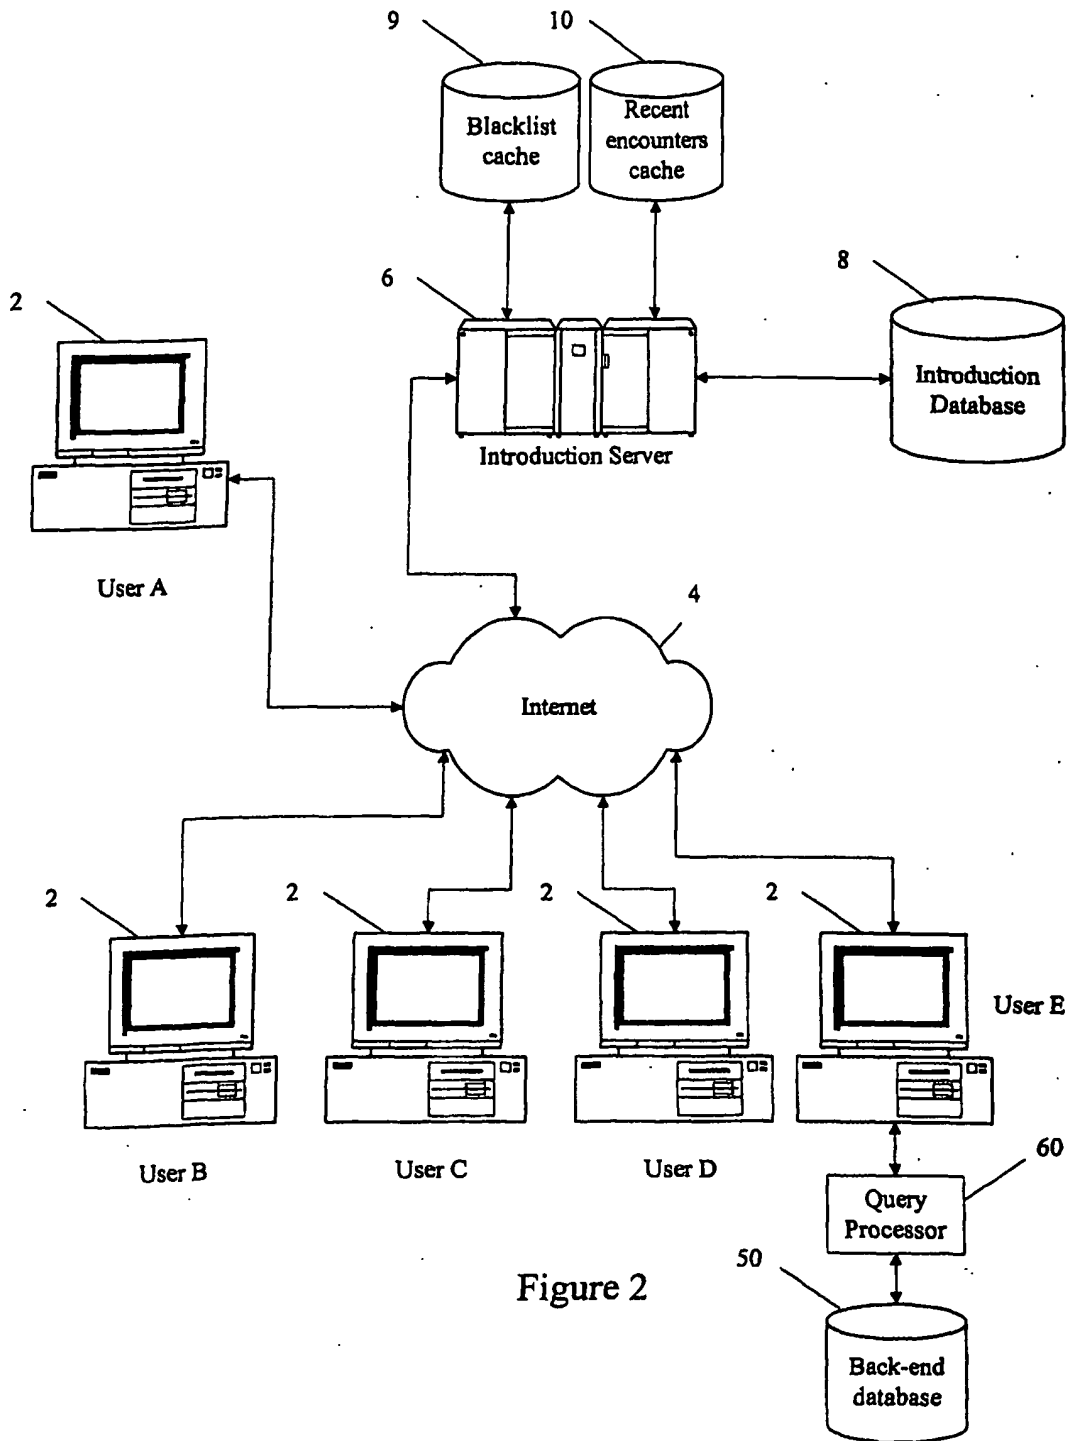 9
10
Blacklist
cache
Recent
encounters
cache
6
8
2
Introduction
Database
Introduction Server
User A
4
Internet
2
2
2
2
User E
User B
User C
User D
60
Query
Processor
50
Figure 2
Back-end
database